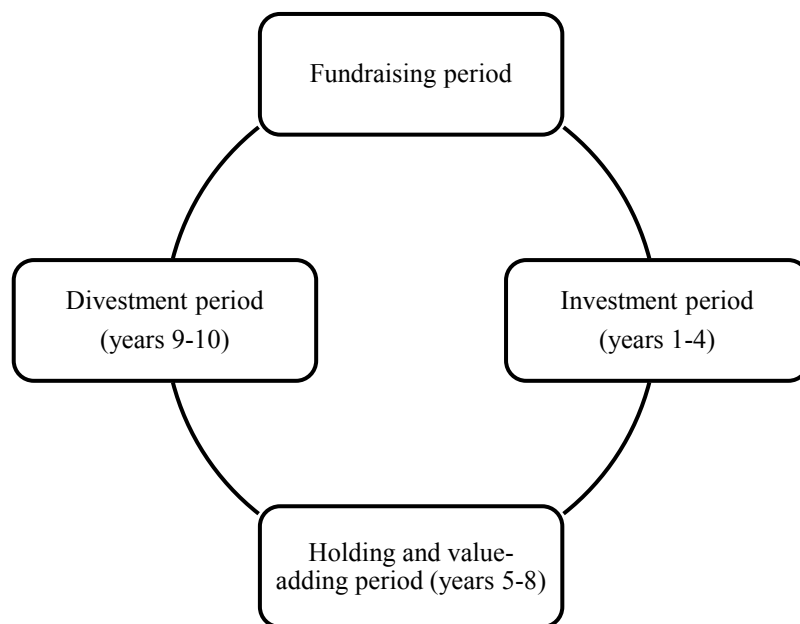 Fundraising period
Investment period
(years 1-4)
Holding and value-
adding period (years 5-8)
Divestment period
(years 9-10)